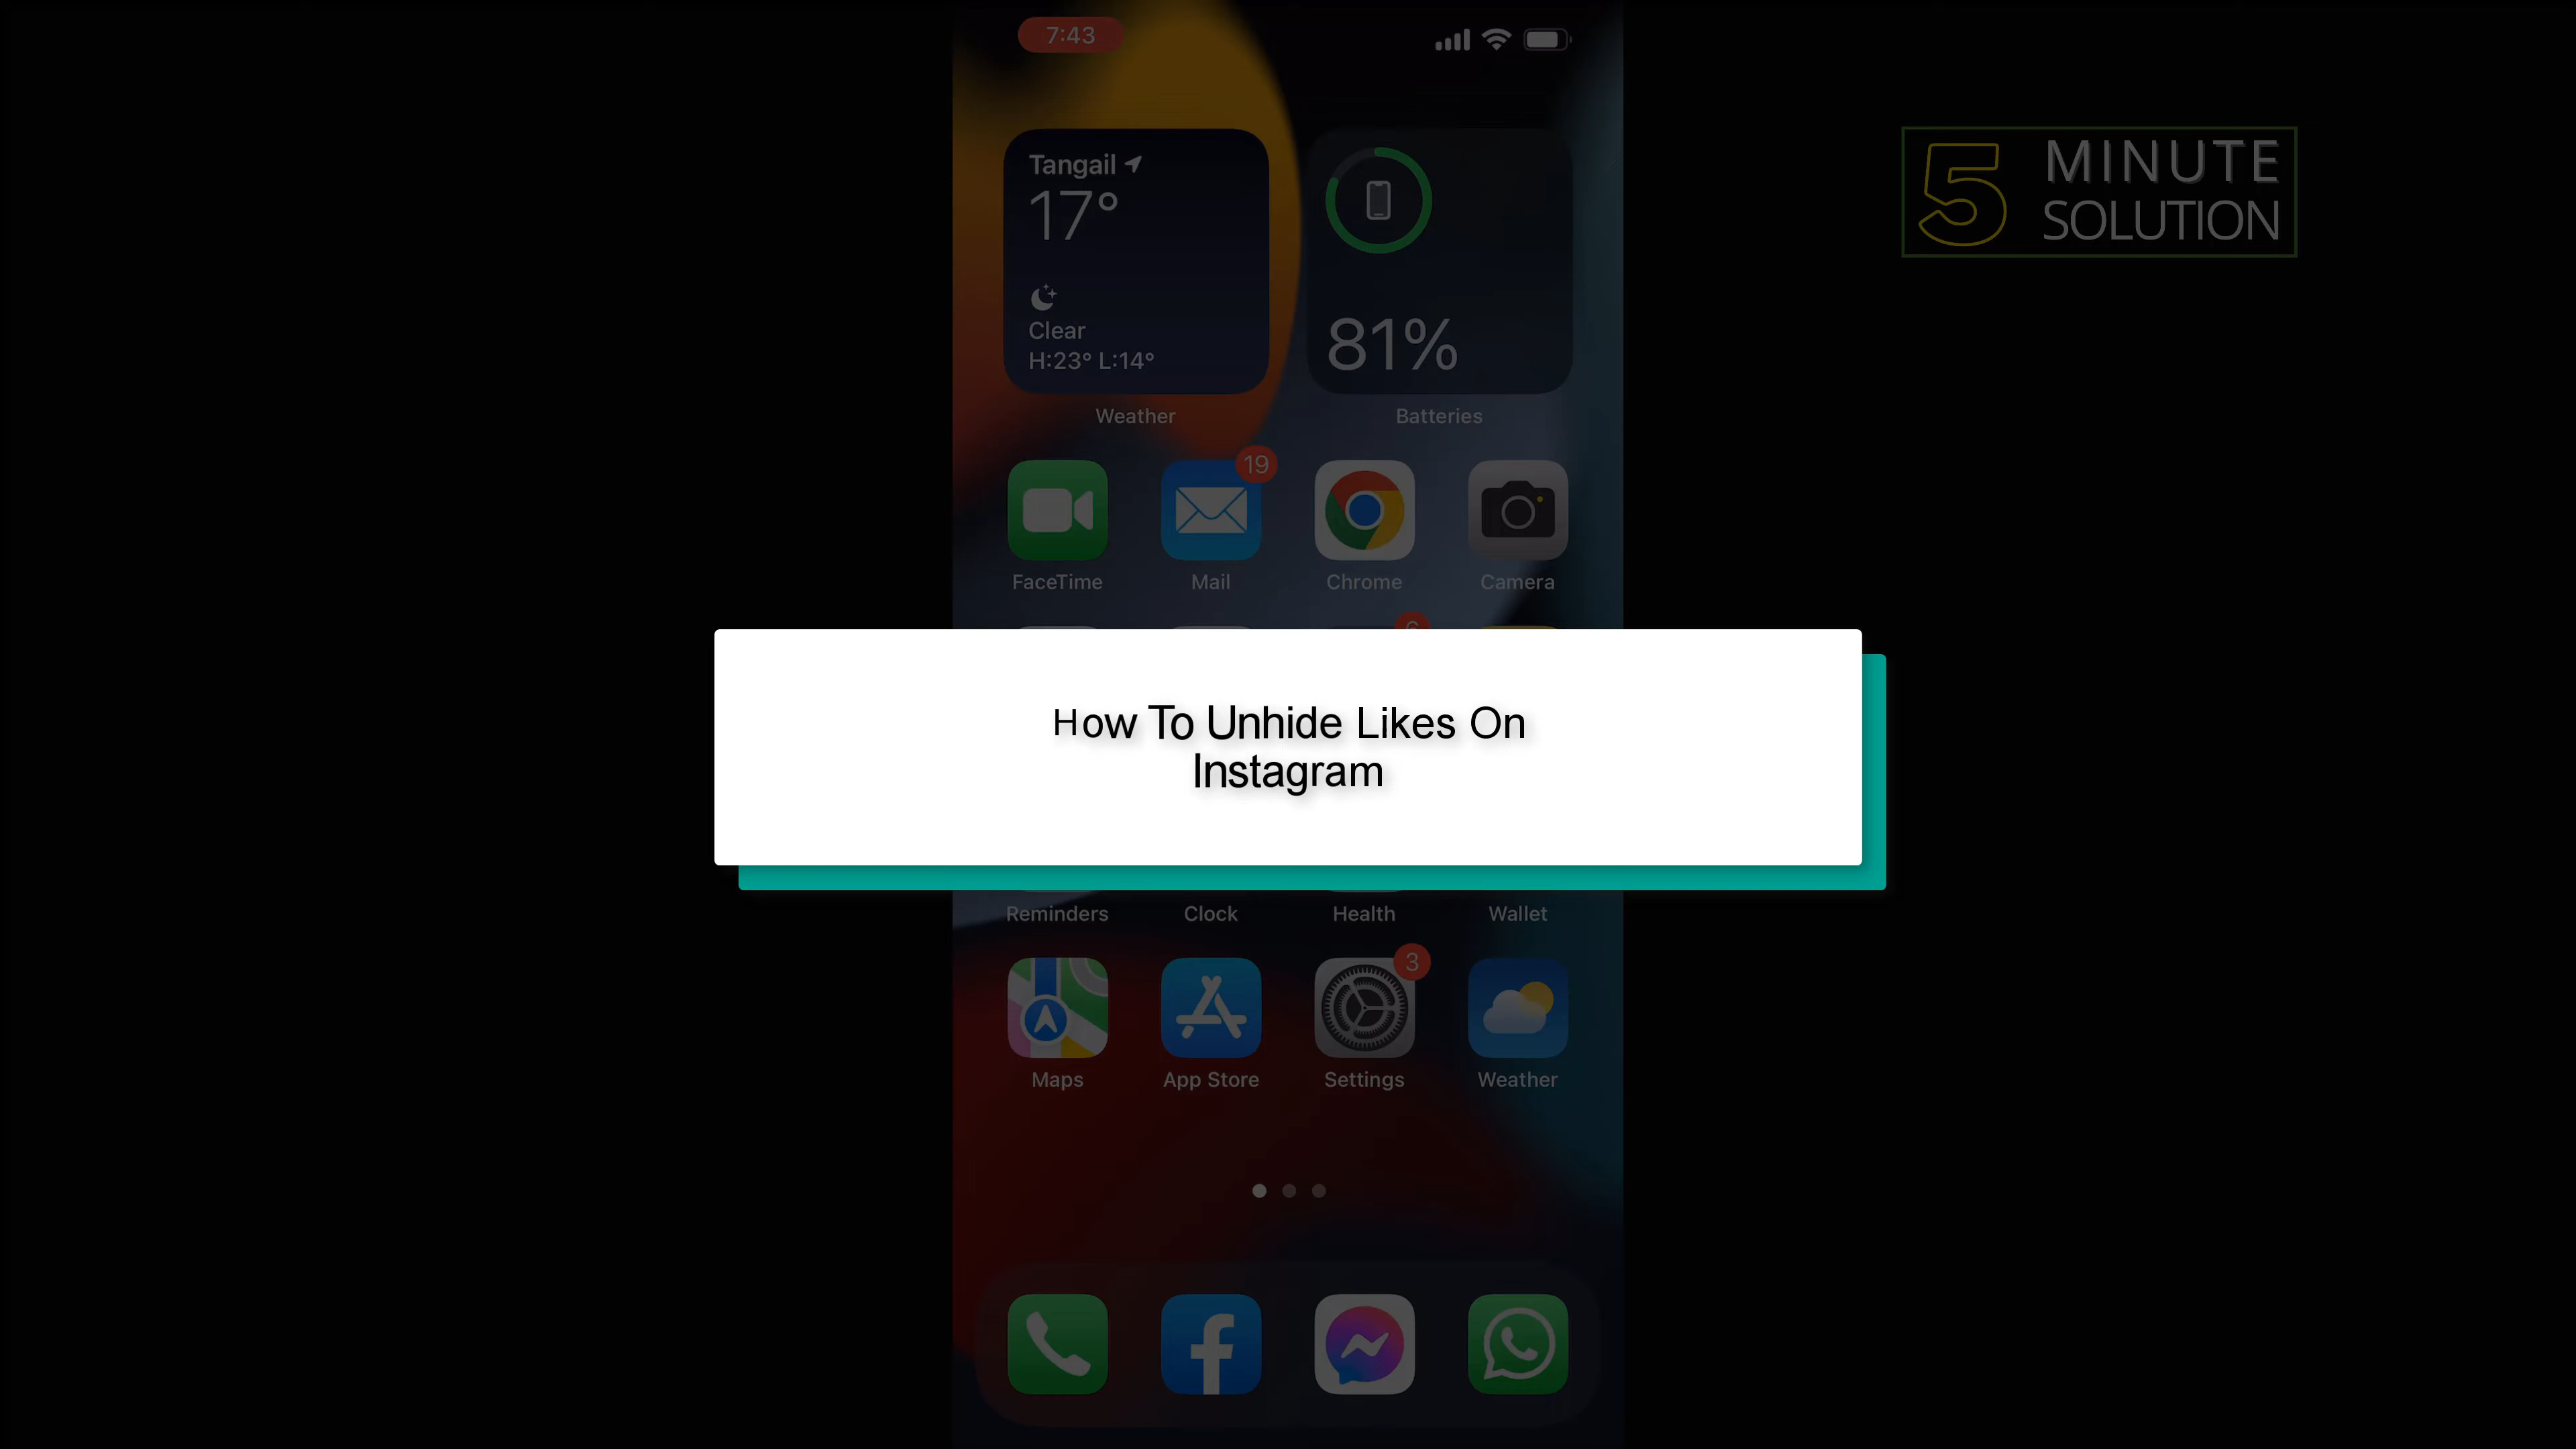 7:43
5 MINUTE
SOLUTION
Tangail
17°
Clear
H:23° L:14°
81%
Weather
Batteries
19
FaceTime
Mail
Chrome
Camera
How To Unhide Likes On
Instagram
Reminders
Clock
Health
Wallet
3
Maps
App Store
Settings
Weather